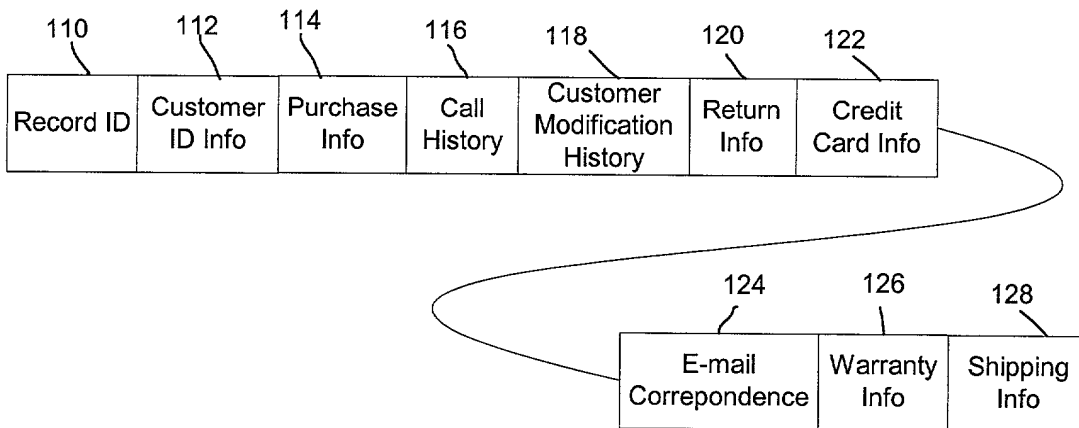 110 112 114 116 118 120 122
Record ID
Customer
ID Info
Purchase
Info
Call
History
Customer
Modification
History
Return
Info
Credit
Card Info
124 126 128
E-mail
Correpondence
Warranty
Info
Shipping
Info